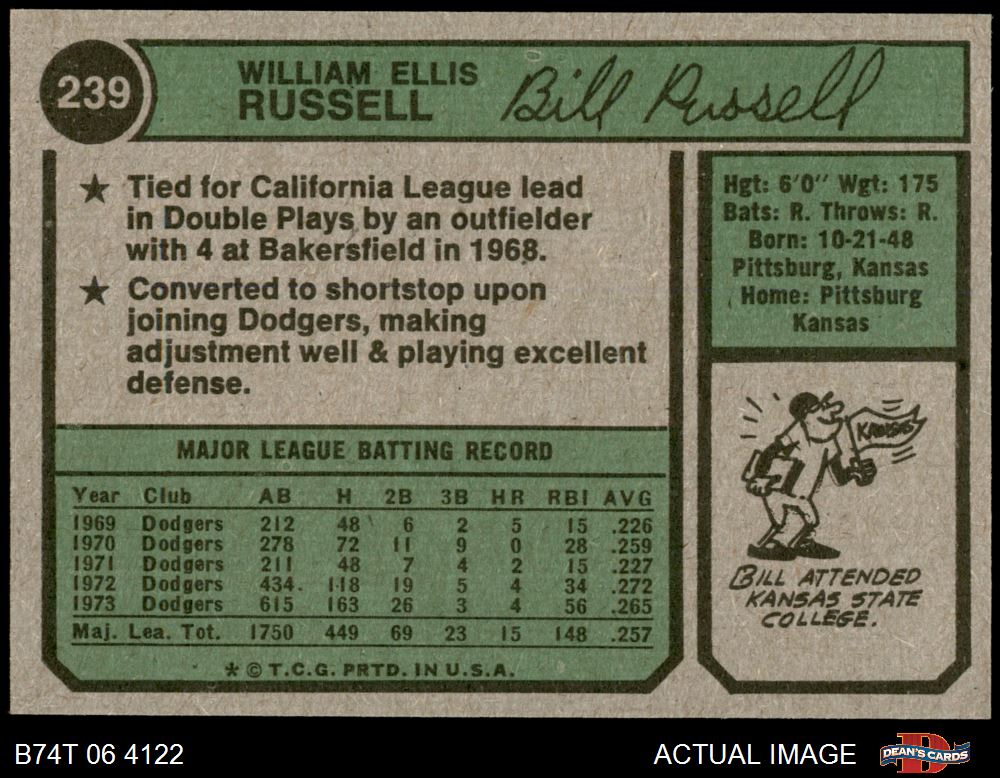 239
WILLIAM ELLIS
RUSSELL
Bill Russell
★ Tied for California League lead
in Double Plays by an outfielder
with 4 at Bakersfield in 1968.
★ Converted to shortstop upon
joining Dodgers, making
adjustment well & playing excellent
defense.
Hgt: 6'0" Wgt: 175
Bats: R. Throws: R.
Born: 10-21-48
Pittsburg, Kansas
Home: Pittsburg
Kansas
MAJOR LEAGUE BATTING RECORD
Year Club AB H 2B 3B HR RBI AVG
1969 Dodgers 212 48 6 2 5 15 .226
1970 Dodgers 278 72 11 9 0 28 .259
1971 Dodgers 211 48 7 4 2 15 .227
1972 Dodgers 434 118 19 5 4 34 .272
1973 Dodgers 615 163 26 3 4 56 .265
Maj. Lea. Tot. 1750 449 69 23 15 148 .257
* © T.C.G. PRTD. IN U.S.A.
KANSAS
BILL ATTENDED
KANSAS STATE
COLLEGE.
B74T 06 4122
ACTUAL IMAGE
D
DEAN'S CARDS